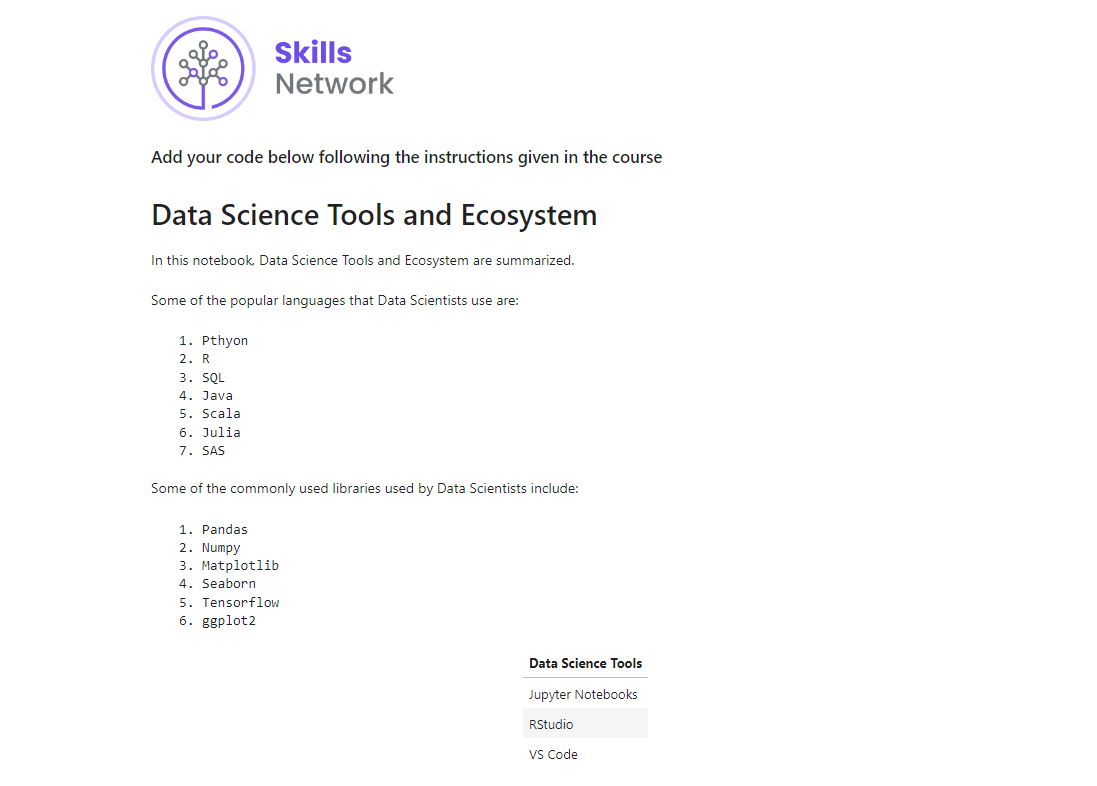 Skills
Network
Add your code below following the instructions given in the course
Data Science Tools and Ecosystem
In this notebook, Data Science Tools and Ecosystem are summarized.
Some of the popular languages that Data Scientists use are:
1. Pthyon
2. R
3. SQL
4. Java
5. Scala
6. Julia
7. SAS
Some of the commonly used libraries used by Data Scientists include:
1. Pandas
2. Numpy
3. Matplotlib
4. Seaborn
5. Tensorflow
6. ggplot2
Data Science Tools
Jupyter Notebooks
RStudio
VS Code